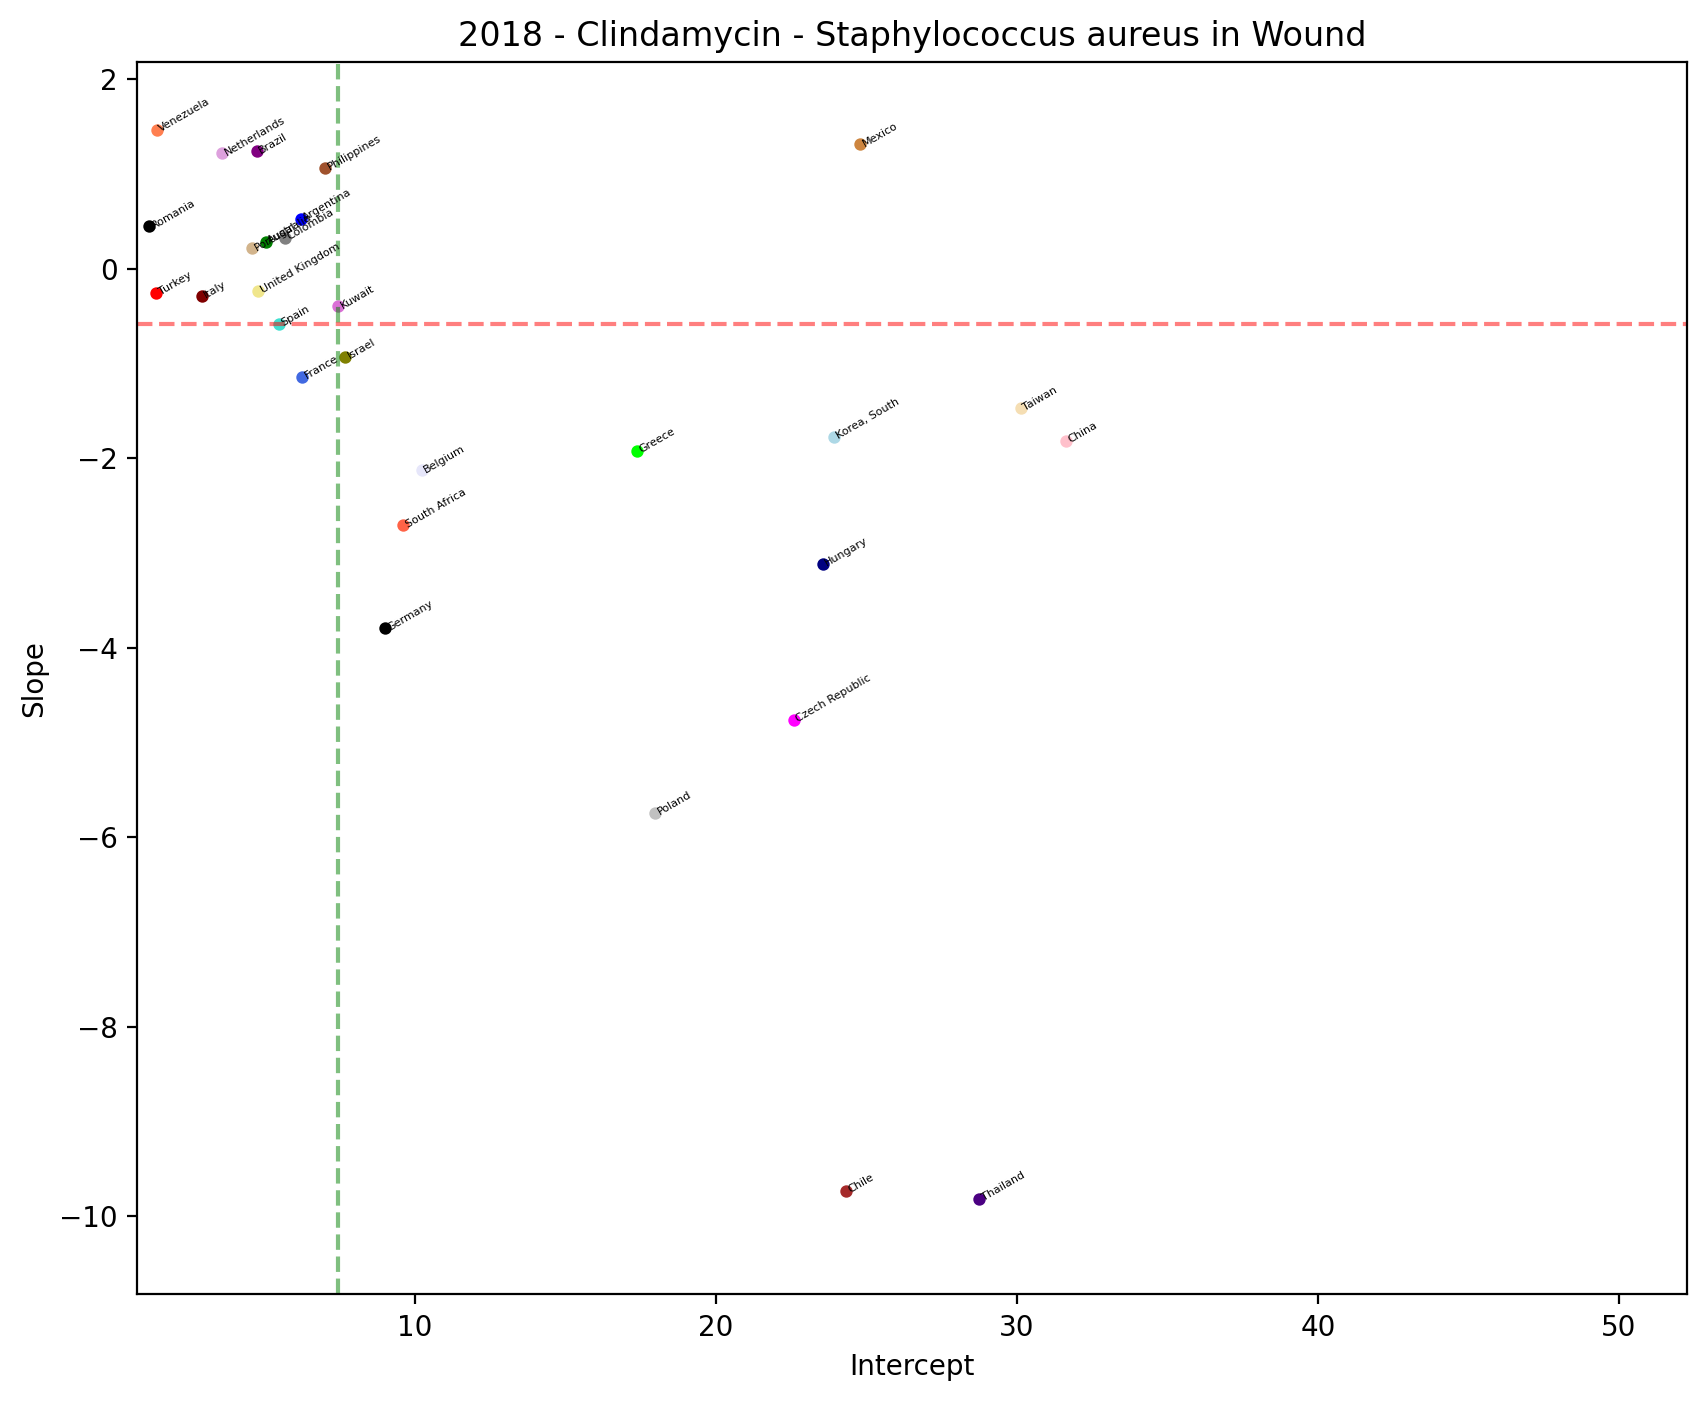 2018 - Clindamycin - Staphylococcus aureus in Wound
2
Venezuela
Netherlands
Brazil
Mexico
Philippines
Romania
Argentina
Colombia
0
United Kingdom
Turkey
Italy
Kuwait
Spain
Israel
France
Taiwan
Korea, South
China
Greece
−2
Belgium
South Africa
Hungary
Germany
−4
Slope
Czech Republic
Poland
−6
−8
Chile
Thailand
−10
10
20
30
40
50
Intercept